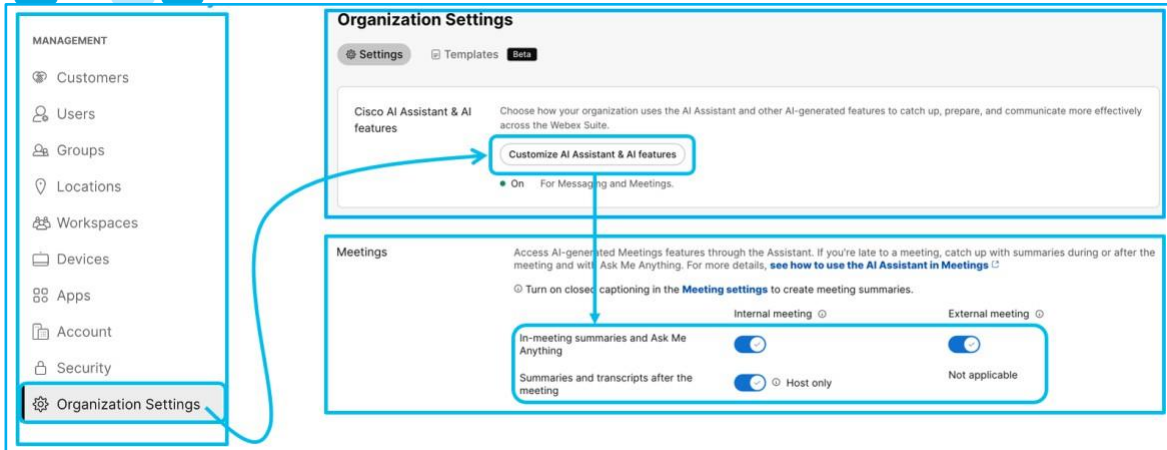 MANAGEMENT
Customers
Users
Groups
Locations
Workspaces
Devices
Apps
Account
Security
Organization Settings
Organization Settings
Settings
Templates
Beta
Cisco AI Assistant & AI
features
Choose how your organization uses the AI Assistant and other AI-generated features to catch up, prepare, and communicate more effectively
across the Webex Suite.
Customize AI Assistant & AI features
On For Messaging and Meetings.
Meetings
Access AI-generated Meetings features through the Assistant. If you're late to a meeting, catch up with summaries during or after the
meeting and with Ask Me Anything. For more details, see how to use the AI Assistant in Meetings
Turn on closed captioning in the Meeting settings to create meeting summaries.
Internal meeting
External meeting
In-meeting summaries and Ask Me
Anything
Summaries and transcripts after the
meeting
Host only
Not applicable